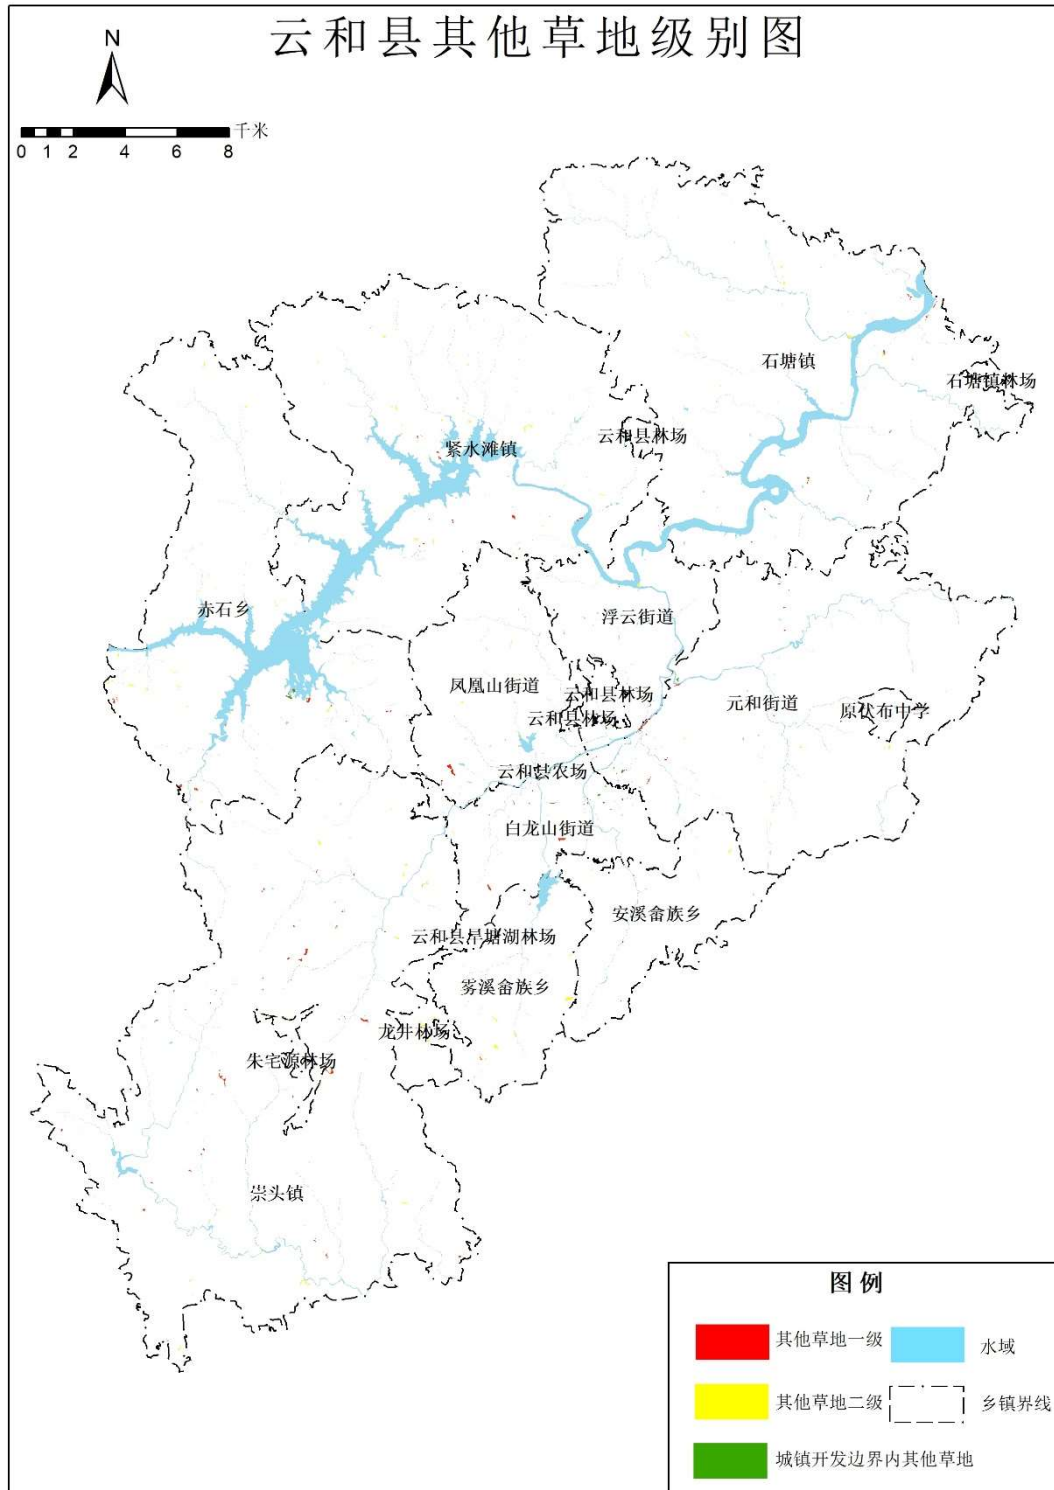 云和县其他草地级别图
N
千米
0 1 2 4 6 8
石塘镇
石塘镇林场
云和县林场
紧水滩镇
赤石乡
浮云街道
凤凰山街道
云和县林场
元和街道
原伏布中学
云和县林场
云和县农场
白龙山街道
安溪畲族乡
云和县旱塘湖林场
雾溪畲族乡
龙井林场
朱宅源林场
崇头镇
图例
其他草地一级
水域
其他草地二级
乡镇界线
城镇开发边界内其他草地